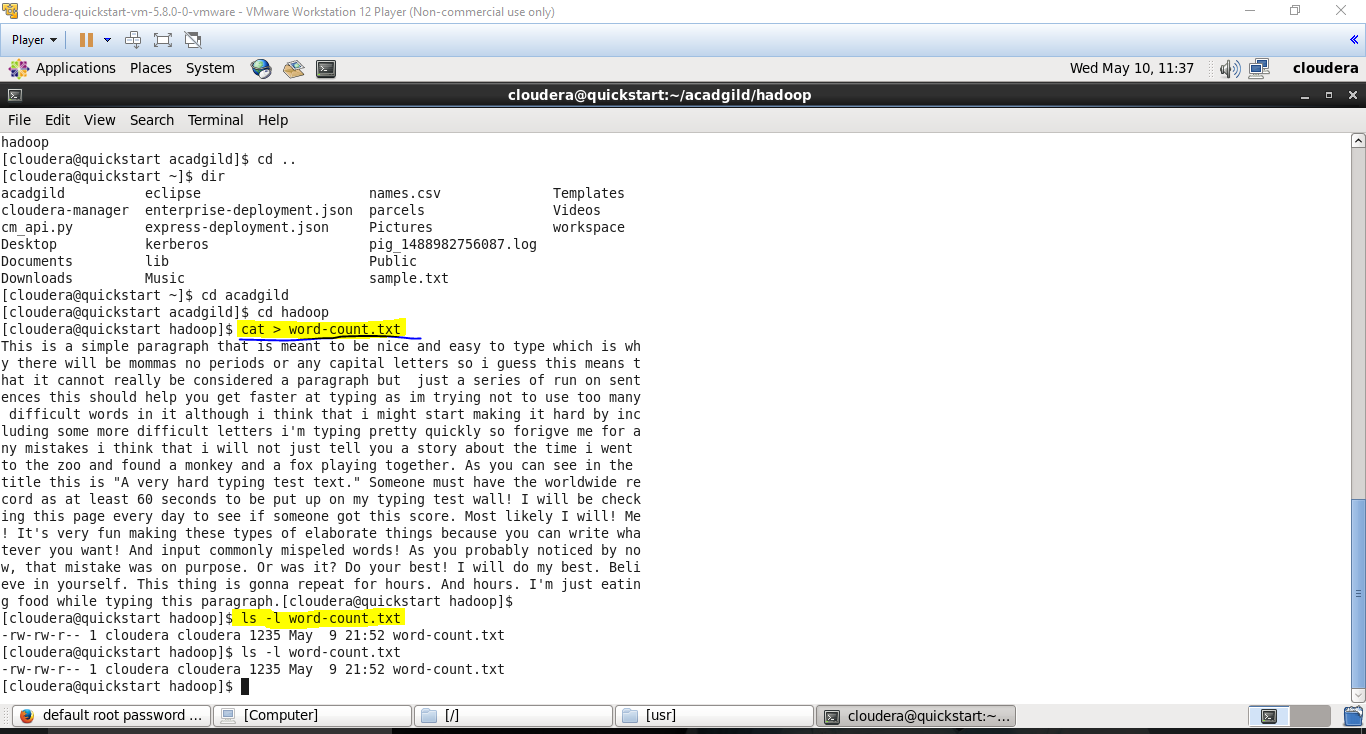 cloudera-quickstart-vm-5.8.0-0-vmware - VMware Workstation 12 Player (Non-commercial use only)
Player
Applications Places System Wed May 10, 11:37 cloudera
cloudera@quickstart:~/acadgild/hadoop
File Edit View Search Terminal Help
hadoop
[cloudera@quickstart acadgild]$ cd ..
[cloudera@quickstart ~]$ dir
acadgild eclipse names.csv Templates
cloudera-manager enterprise-deployment.json parcels Videos
cm_api.py express-deployment.json Pictures workspace
Desktop kerberos pig_1488982756087.log
Documents lib Public
Downloads Music sample.txt
[cloudera@quickstart ~]$ cd acadgild
[cloudera@quickstart acadgild]$ cd hadoop
[cloudera@quickstart hadoop]$ cat > word-count.txt
This is a simple paragraph that is meant to be nice and easy to type which is wh
y there will be mommas no periods or any capital letters so i guess this means t
hat it cannot really be considered a paragraph but  just a series of run on sent
ences this should help you get faster at typing as im trying not to use too many
 difficult words in it although i think that i might start making it hard by inc
luding some more difficult letters i'm typing pretty quickly so forigve me for a
ny mistakes i think that i will not just tell you a story about the time i went
to the zoo and found a monkey and a fox playing together. As you can see in the
title this is "A very hard typing test text." Someone must have the worldwide re
cord as at least 60 seconds to be put up on my typing test wall! I will be check
ing this page every day to see if someone got this score. Most likely I will! Me
! It's very fun making these types of elaborate things because you can write wha
tever you want! And input commonly mispeled words! As you probably noticed by no
w, that mistake was on purpose. Or was it? Do your best! I will do my best. Beli
eve in yourself. This thing is gonna repeat for hours. And hours. I'm just eatin
g food while typing this paragraph.[cloudera@quickstart hadoop]$
[cloudera@quickstart hadoop]$ ls -l word-count.txt
-rw-rw-r-- 1 cloudera cloudera 1235 May  9 21:52 word-count.txt
[cloudera@quickstart hadoop]$ ls -l word-count.txt
-rw-rw-r-- 1 cloudera cloudera 1235 May  9 21:52 word-count.txt
[cloudera@quickstart hadoop]$
default root password ... [Computer] [/] [usr] cloudera@quickstart:~...